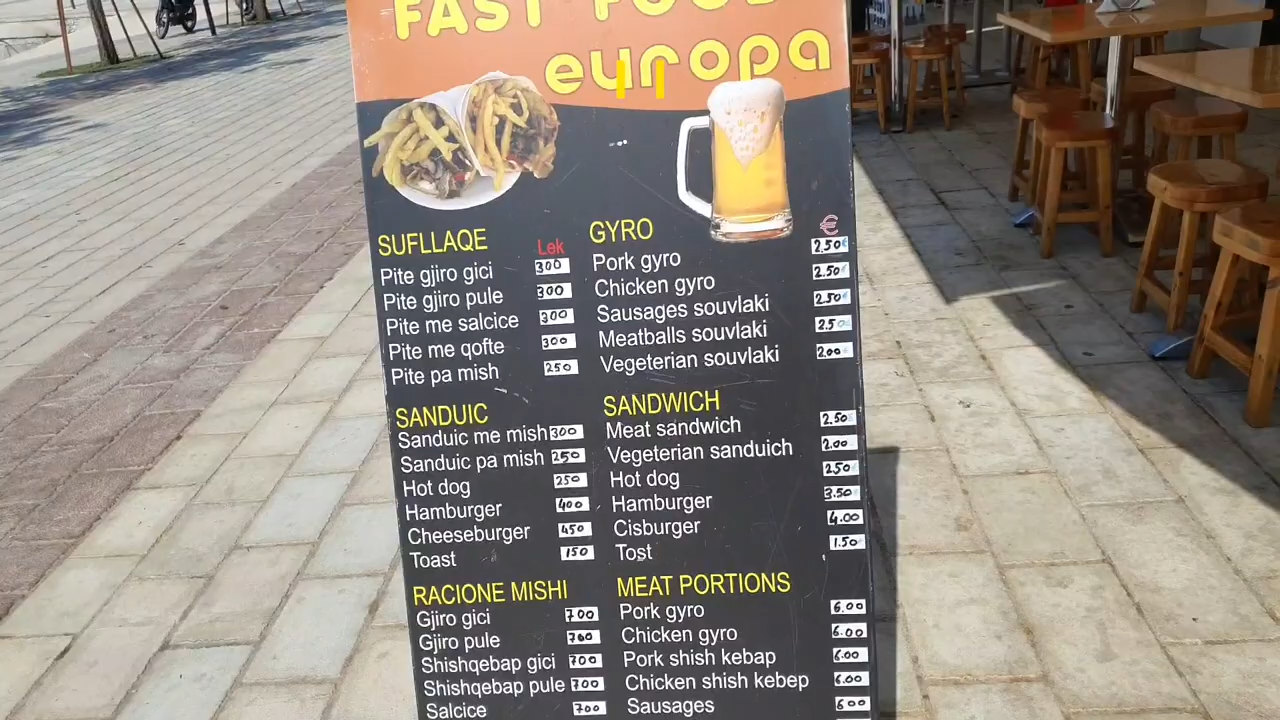 FAST FOOD
europa
SUFLLAQE Lek
Pite gjiro gici 300
Pite gjiro pule 300
Pite me salcice 300
Pite me qofte 300
Pite pa mish 250
SANDUIC
Sanduic me mish 300
Sanduic pa mish 250
Hot dog 250
Hamburger 400
Cheeseburger 450
Toast 150
RACIONE MISHI
Gjiro gici 700
Gjiro pule 700
Shishqebap gici 700
Shishqebap pule 700
Salcice 700
GYRO €
Pork gyro 2.50€
Chicken gyro 2.50
Sausages souvlaki 2.50
Meatballs souvlaki 2.50
Vegeterian souvlaki 2.00
SANDWICH
Meat sandwich 2.50
Vegeterian sanduich 2.00
Hot dog 2.50
Hamburger 3.50
Cisburger 4.00
Tost 1.50
MEAT PORTIONS
Pork gyro 6.00
Chicken gyro 6.00
Pork shish kebap 6.00
Chicken shish kebep 6.00
Sausages 6.00